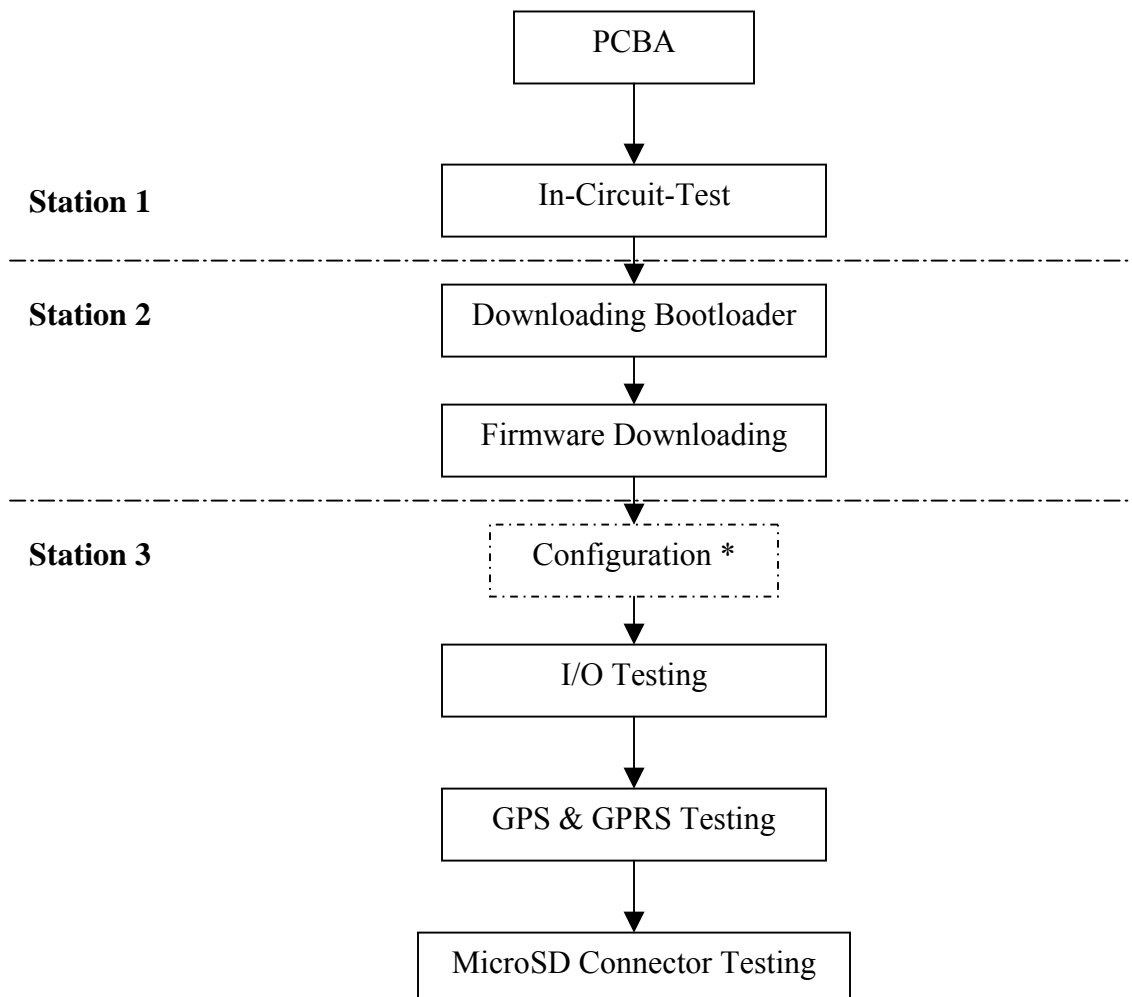 PCBA
Station 1
In-Circuit-Test
Station 2
Downloading Bootloader
Firmware Downloading
Station 3
Configuration *
I/O Testing
GPS & GPRS Testing
MicroSD Connector Testing